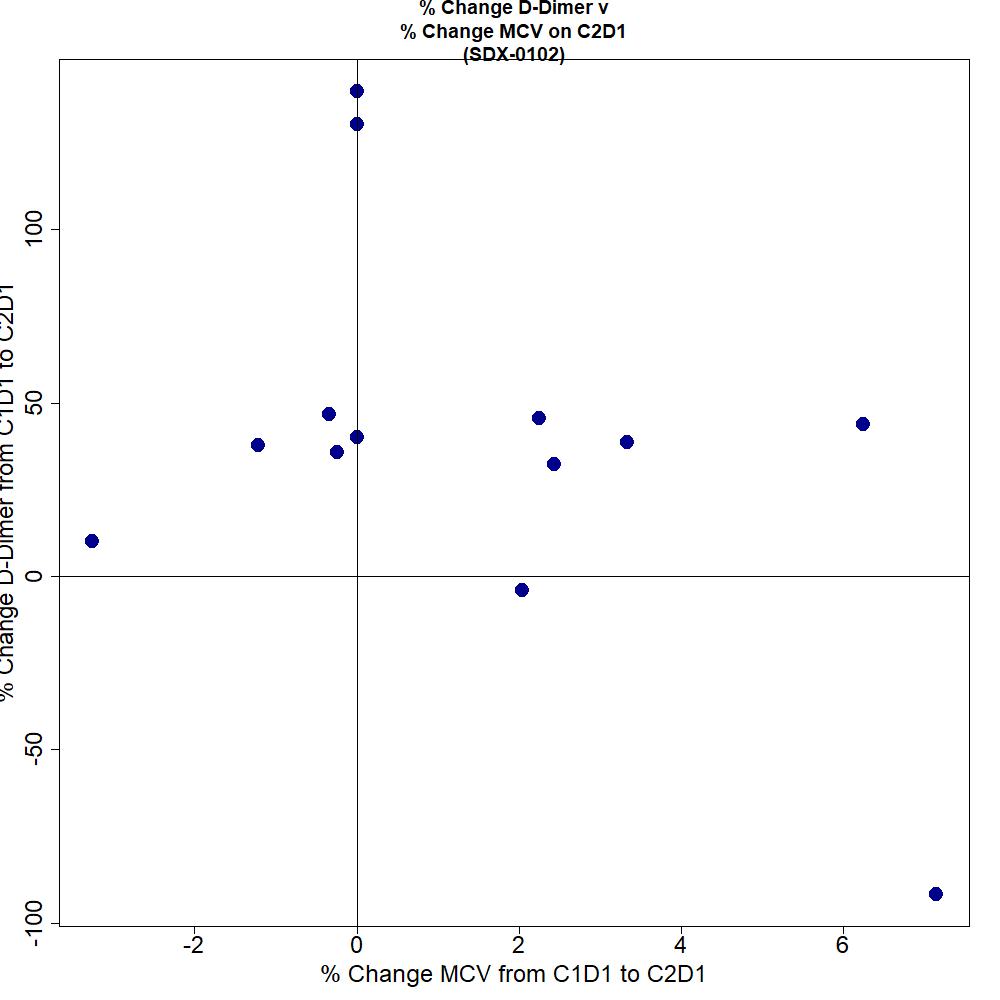 % Change D-Dimer v
% Change MCV on C2D1
(SDX-0102)
% Change D-Dimer from C1D1 to C2D1
100
50
0
-50
-100
-2 0 2 4 6
% Change MCV from C1D1 to C2D1